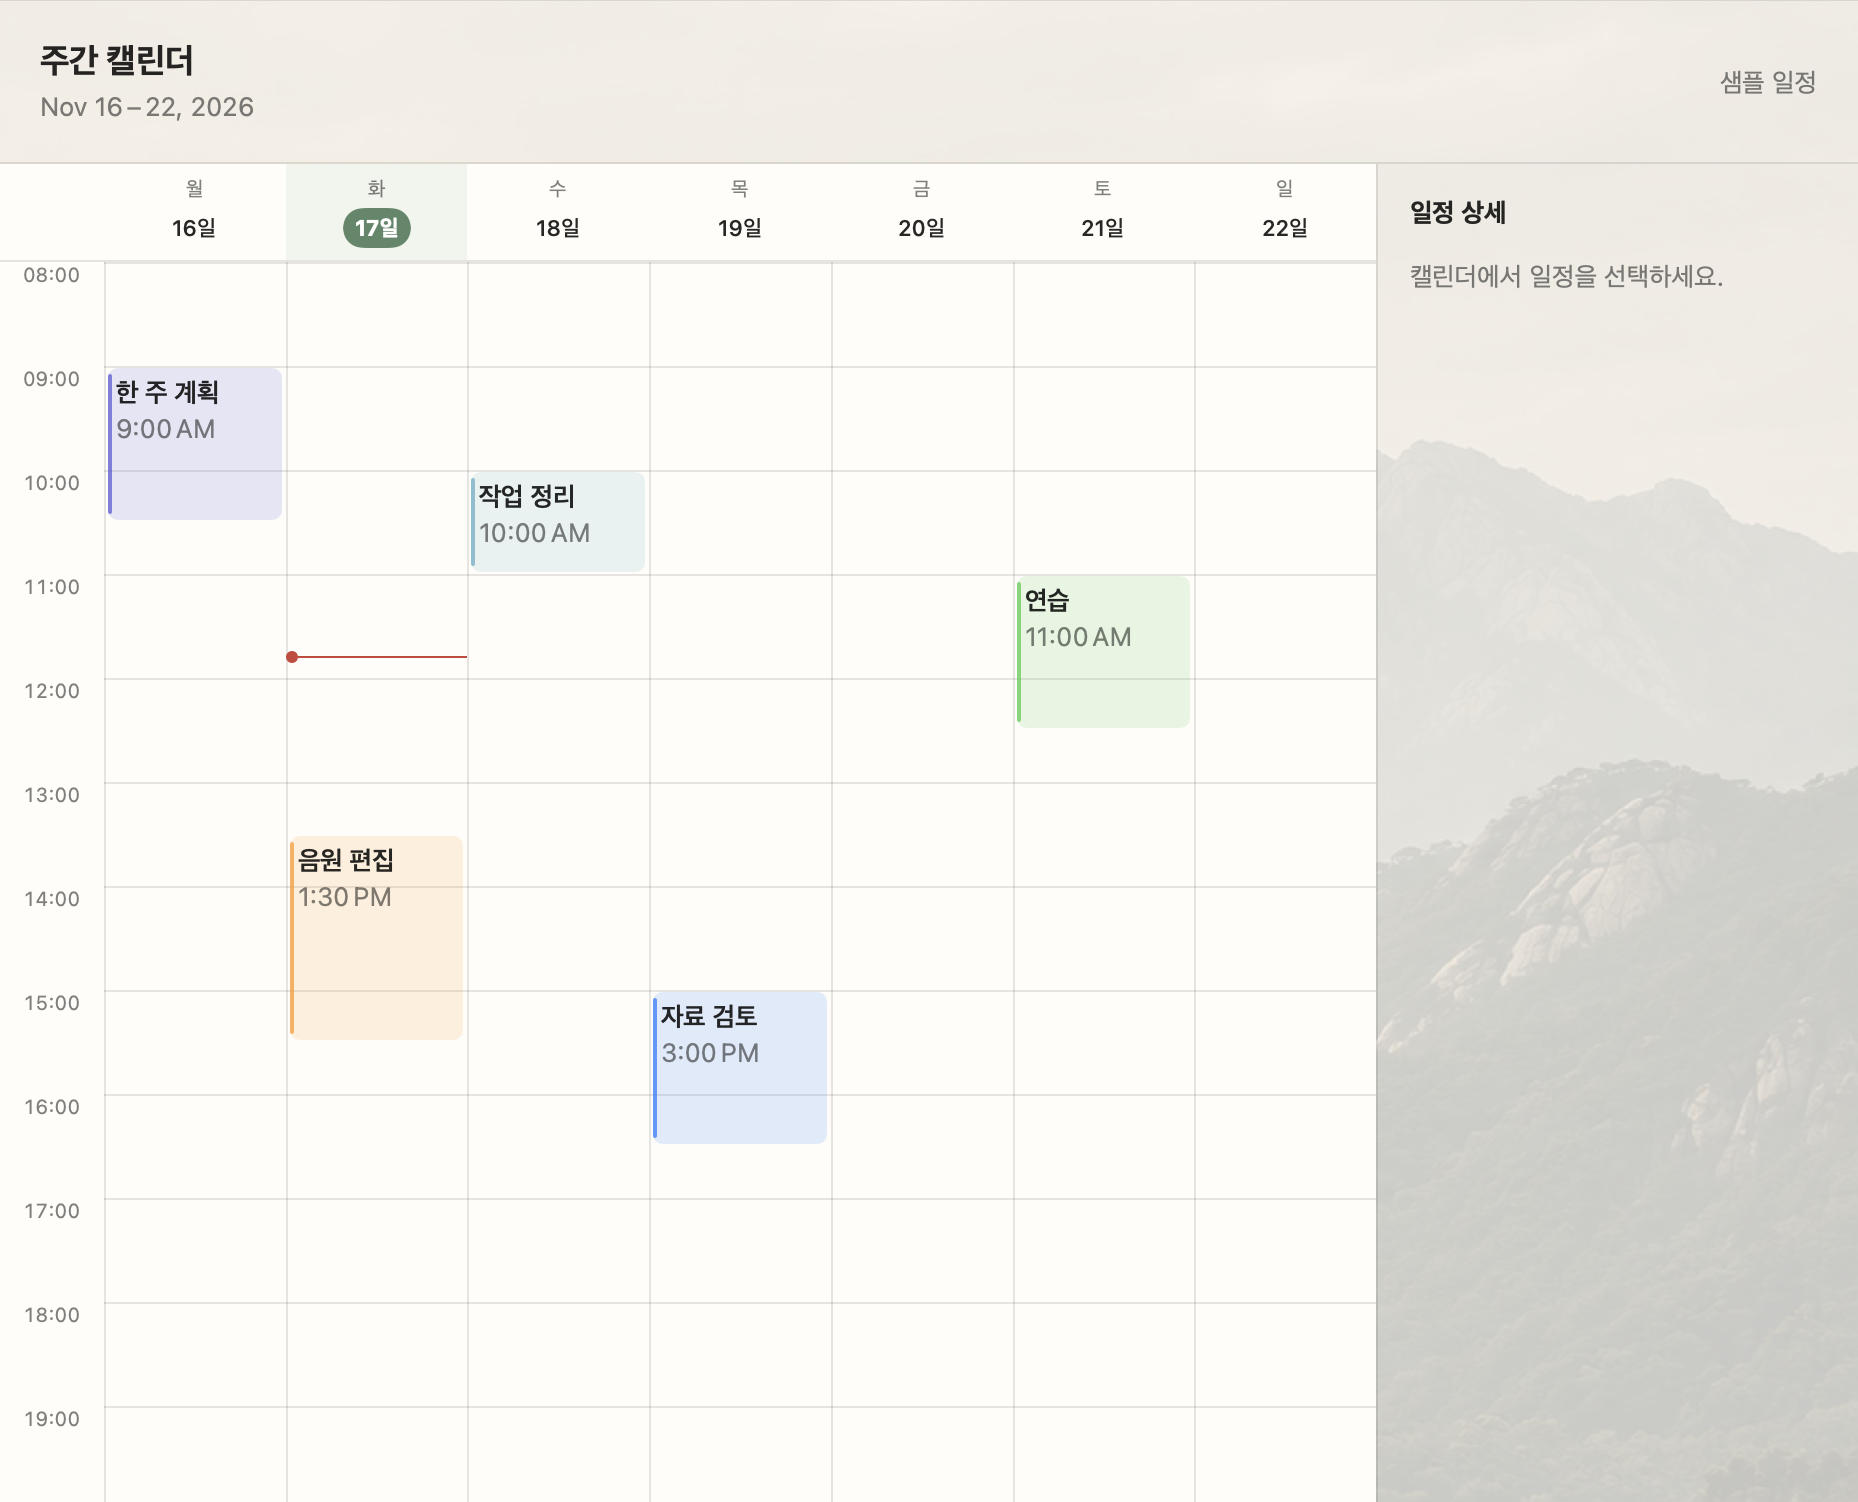 주간 캘린더
Nov 16 – 22, 2026
샘플 일정
월 화 수 목 금 토 일
16일 17일 18일 19일 20일 21일 22일
일정 상세
캘린더에서 일정을 선택하세요.
08:00
09:00
한 주 계획
9:00 AM
10:00
작업 정리
10:00 AM
11:00
연습
11:00 AM
12:00
13:00
음원 편집
1:30 PM
14:00
15:00
자료 검토
3:00 PM
16:00
17:00
18:00
19:00